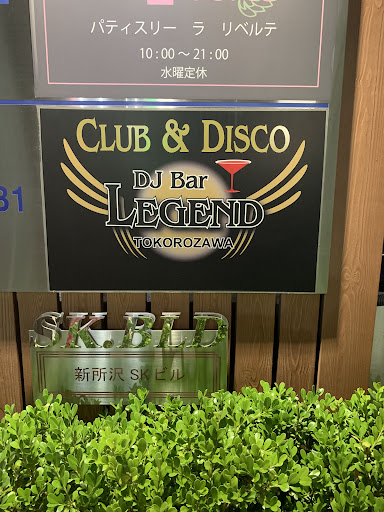 パティスリー ラ リベルテ
10:00～21:00
水曜定休
CLUB & DISCO
DJ BAR
LEGEND
TOKOROZAWA
31
SK.BLD
新所沢 SKビル